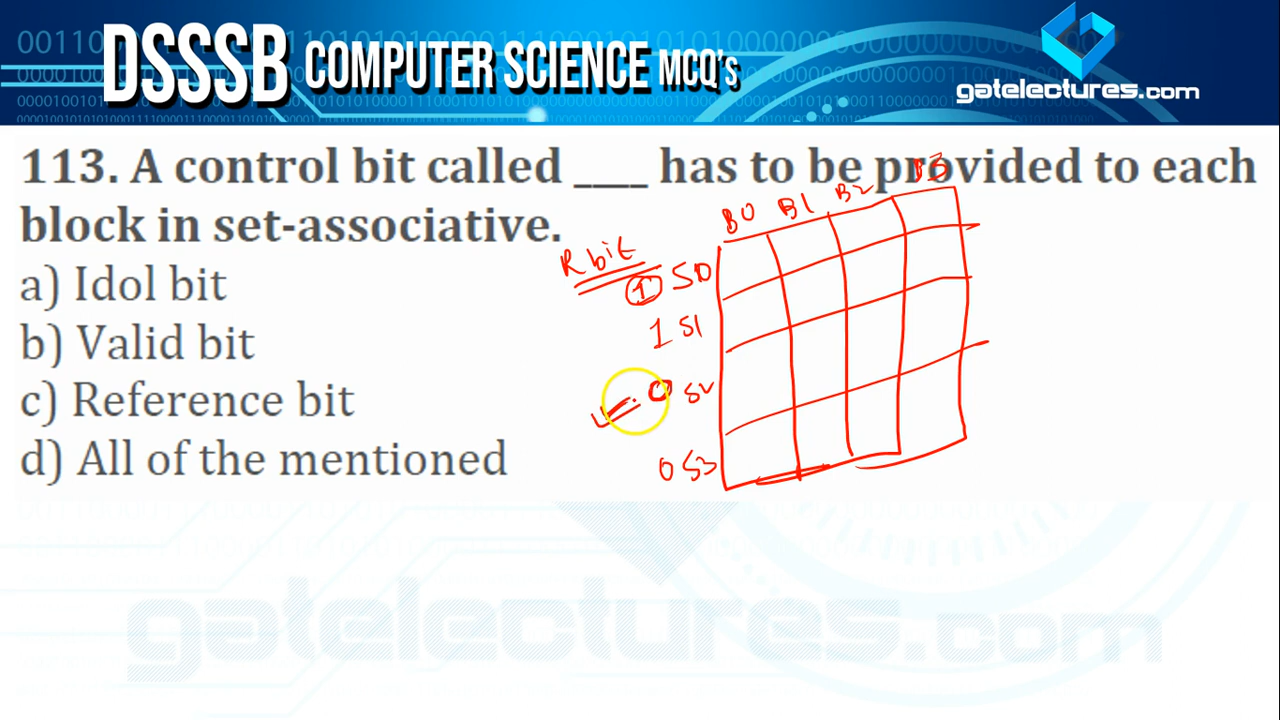 DSSSB COMPUTER SCIENCE MCQ's
gatelectures.com
113. A control bit called ____ has to be provided to each
block in set-associative.
a) Idol bit
b) Valid bit
c) Reference bit
d) All of the mentioned
B0 B1 B2 B3
R bit
1 S0
1 S1
0 S2
0 S3
gatelectures.com